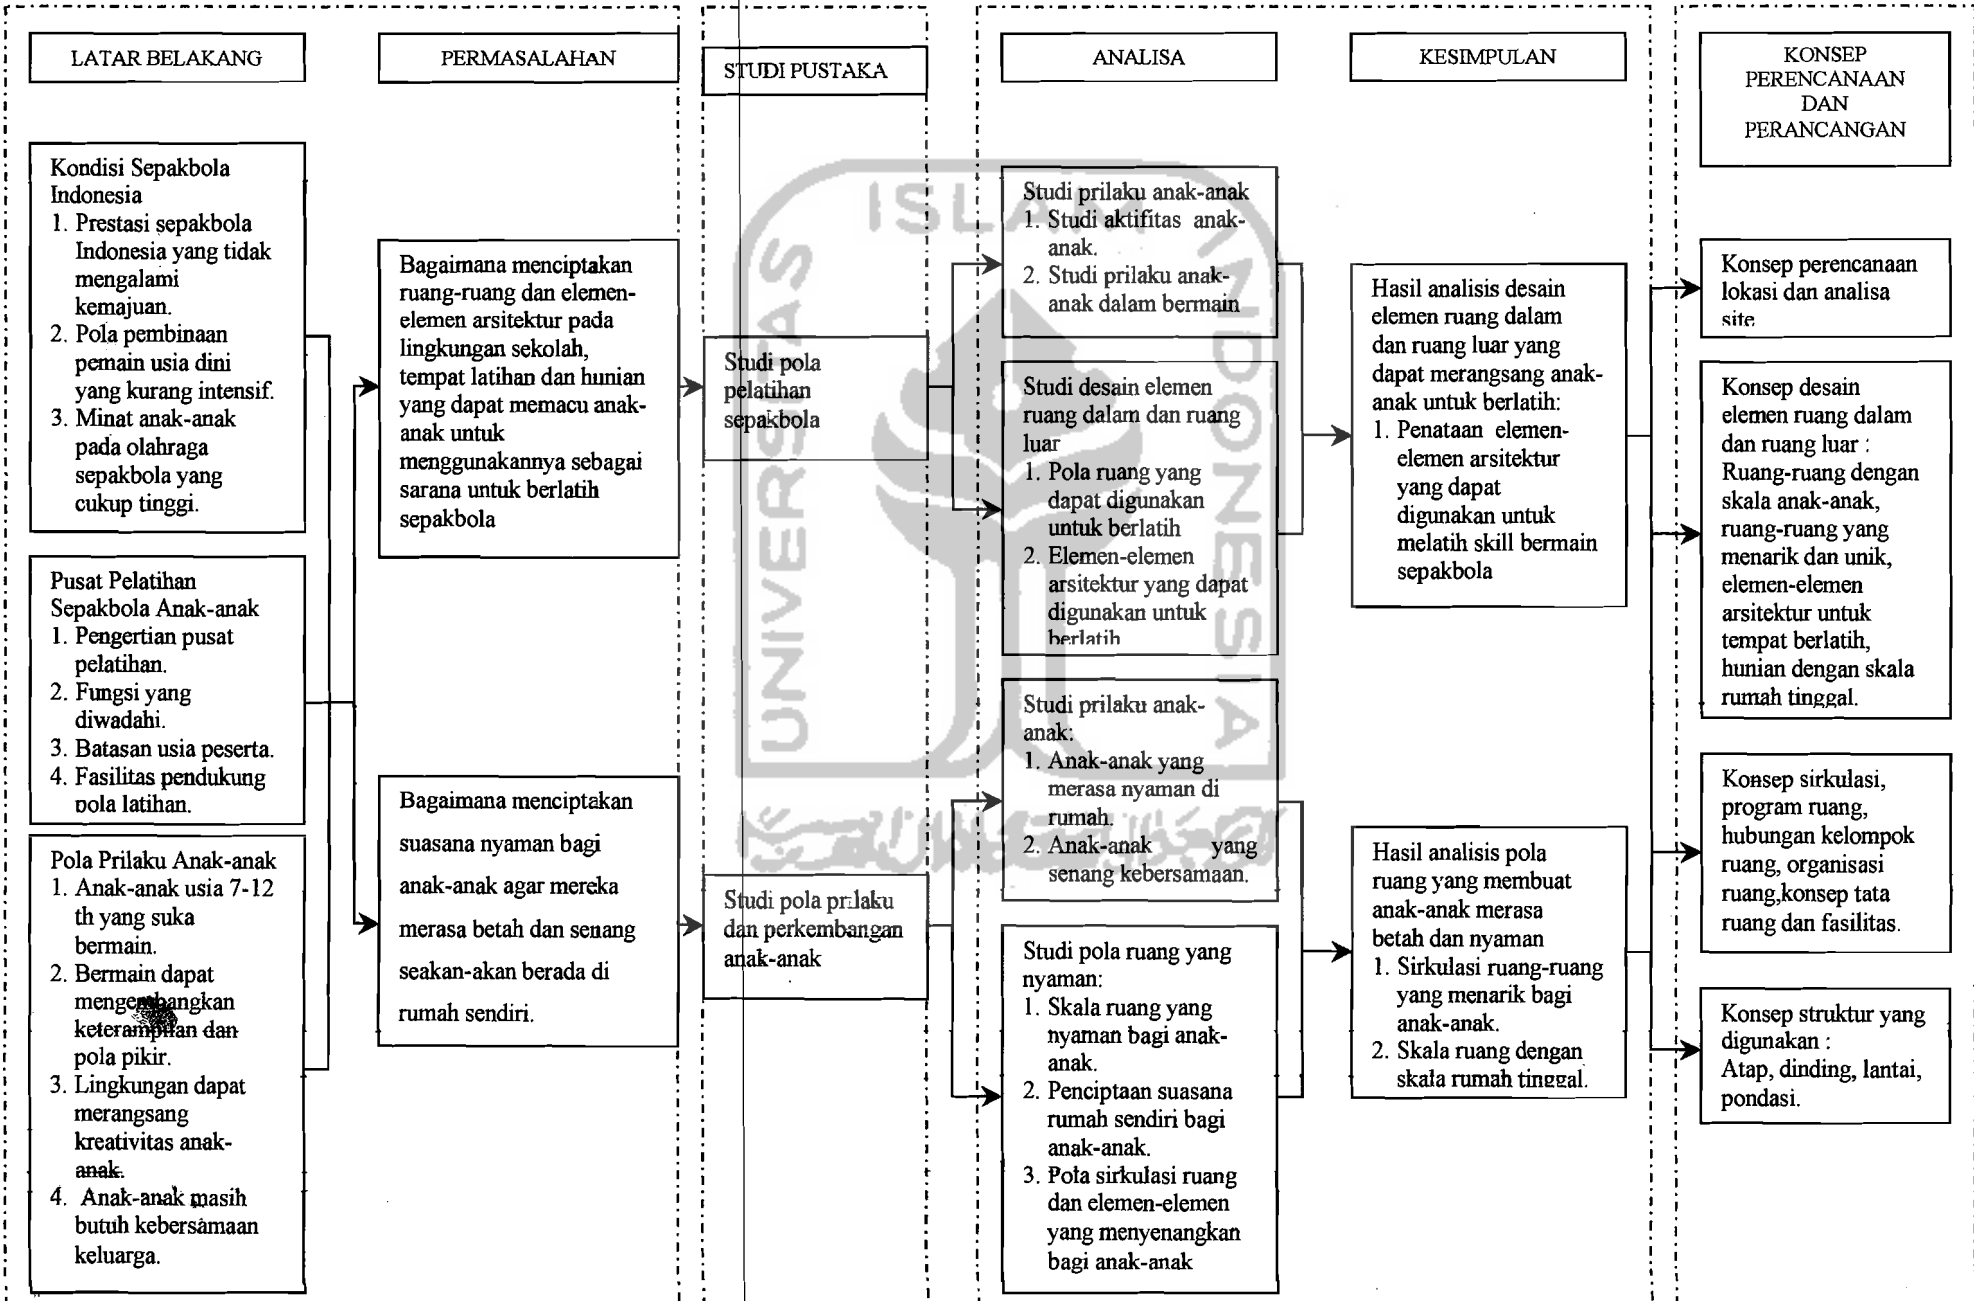 LATAR BELAKANG
Kondisi Sepakbola
Indonesia
1. Prestasi sepakbola
Indonesia yang tidak
mengalami
kemajuan.
2. Pola pembinaan
pemain usia dini
yang kurang intensif.
3. Minat anak-anak
pada olahraga
sepakbola yang
cukup tinggi.
Pusat Pelatihan
Sepakbola Anak-anak
1. Pengertian pusat
pelatihan.
2. Fungsi yang
diwadahi.
3. Batasan usia peserta.
4. Fasilitas pendukung
pola latihan.
Pola Prilaku Anak-anak
1. Anak-anak usia 7-12
th yang suka
bermain.
2. Bermain dapat
mengembangkan
keterampilan dan
pola pikir.
3. Lingkungan dapat
merangsang
kreativitas anak-
anak.
4. Anak-anak masih
butuh kebersamaan
keluarga.
PERMASALAHAN
Bagaimana menciptakan
ruang-ruang dan elemen-
elemen arsitektur pada
lingkungan sekolah,
tempat latihan dan hunian
yang dapat memacu anak-
anak untuk
menggunakannya sebagai
sarana untuk berlatih
sepakbola
Bagaimana menciptakan
suasana nyaman bagi
anak-anak agar mereka
merasa betah dan senang
seakan-akan berada di
rumah sendiri.
STUDI PUSTAKA
Studi pola
pelatihan
sepakbola
Studi pola prilaku
dan perkembangan
anak-anak
ANALISA
Studi prilaku anak-anak
1. Studi aktifitas anak-
anak.
2. Studi prilaku anak-
anak dalam bermain
Studi desain elemen
ruang dalam dan ruang
luar
1. Pola ruang yang
dapat digunakan
untuk berlatih
2. Elemen-elemen
arsitektur yang dapat
digunakan untuk
berlatih
Studi prilaku anak-
anak:
1. Anak-anak yang
merasa nyaman di
rumah.
2. Anak-anak yang
senang kebersamaan.
Studi pola ruang yang
nyaman:
1. Skala ruang yang
nyaman bagi anak-
anak.
2. Penciptaan suasana
rumah sendiri bagi
anak-anak.
3. Pola sirkulasi ruang
dan elemen-elemen
yang menyenangkan
bagi anak-anak
KESIMPULAN
Hasil analisis desain
elemen ruang dalam
dan ruang luar yang
dapat merangsang anak-
anak untuk berlatih:
1. Penataan elemen-
elemen arsitektur
yang dapat
digunakan untuk
melatih skill bermain
sepakbola
Hasil analisis pola
ruang yang membuat
anak-anak merasa
betah dan nyaman
1. Sirkulasi ruang-ruang
yang menarik bagi
anak-anak.
2. Skala ruang dengan
skala rumah tinggal.
KONSEP
PERENCANAAN
DAN
PERANCANGAN
Konsep perencanaan
lokasi dan analisa
site
Konsep desain
elemen ruang dalam
dan ruang luar :
Ruang-ruang dengan
skala anak-anak,
ruang-ruang yang
menarik dan unik,
elemen-elemen
arsitektur untuk
tempat berlatih,
hunian dengan skala
rumah tinggal.
Konsep sirkulasi,
program ruang,
hubungan kelompok
ruang, organisasi
ruang,konsep tata
ruang dan fasilitas.
Konsep struktur yang
digunakan :
Atap, dinding, lantai,
pondasi.
UNIVERSITAS
ISLAM
INDONESIA